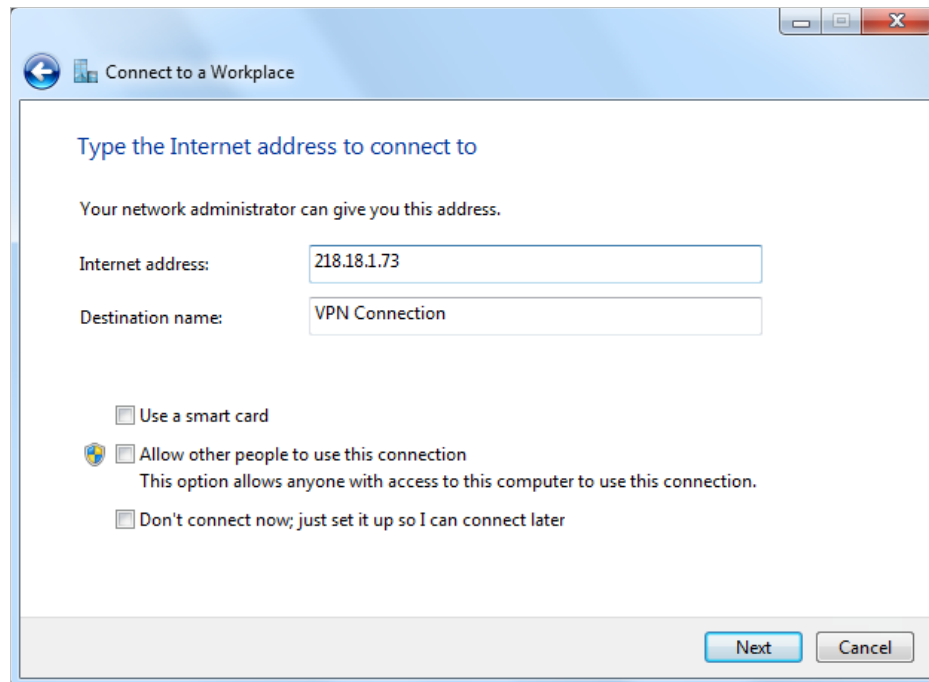 Connect to a Workplace
Type the Internet address to connect to
Your network administrator can give you this address.
Internet address: 218.18.1.73
Destination name: VPN Connection
Use a smart card
Allow other people to use this connection
This option allows anyone with access to this computer to use this connection.
Don't connect now; just set it up so I can connect later
Next Cancel